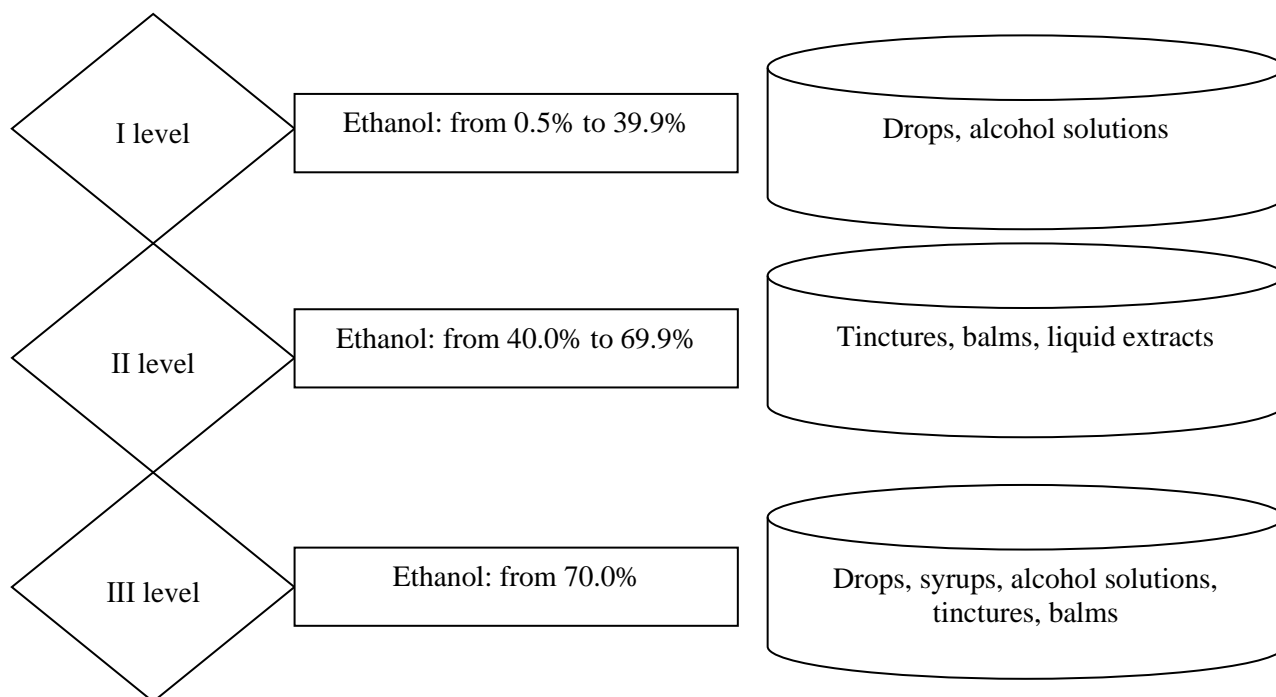 I level
Ethanol: from 0.5% to 39.9%
Drops, alcohol solutions
II level
Ethanol: from 40.0% to 69.9%
Tinctures, balms, liquid extracts
III level
Ethanol: from 70.0%
Drops, syrups, alcohol solutions,
tinctures, balms